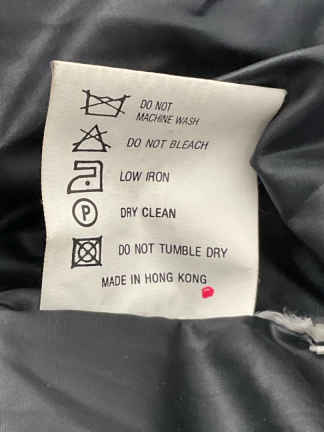 DO NOT
MACHINE WASH
DO NOT BLEACH
LOW IRON
P
DRY CLEAN
DO NOT TUMBLE DRY
MADE IN HONG KONG